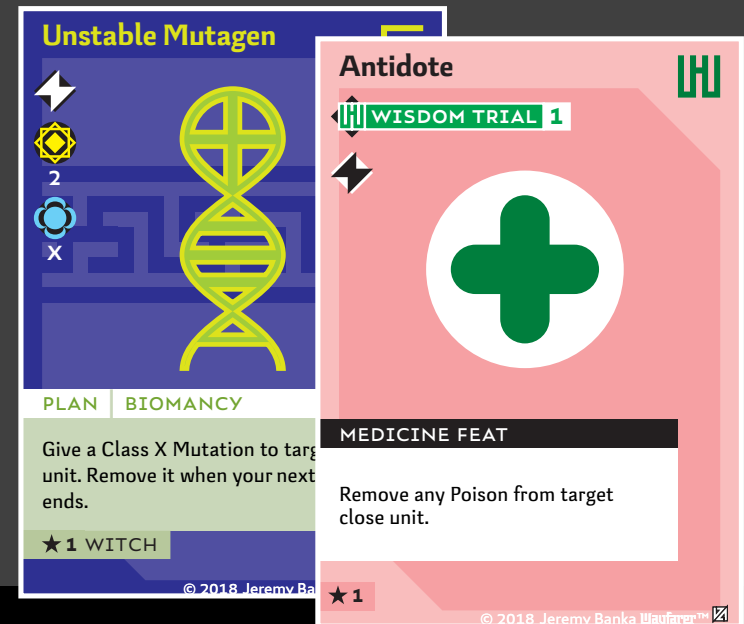 Unstable Mutagen
2
X
PLAN BIOMANCY
Give a Class X Mutation to targ
unit. Remove it when your next
ends.
★1 WITCH
© 2018 Jeremy Ba
Antidote
WISDOM TRIAL 1
MEDICINE FEAT
Remove any Poison from target
close unit.
★1
© 2018 Jeremy Banka Wayfarer™